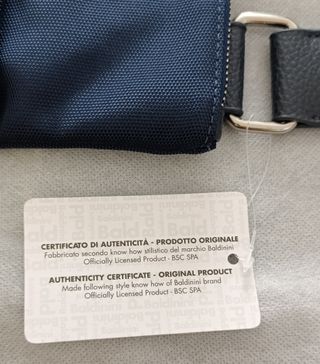 CERTIFICATO DI AUTENTICITÀ - PRODOTTO ORIGINALE
Fabbricato secondo know how stilistico del marchio Baldinini
Officially Licensed Product - BSC SPA
AUTHENTICITY CERTIFICATE - ORIGINAL PRODUCT
Made following style know how of Baldinini brand
Officially Licensed Product - BSC SPA